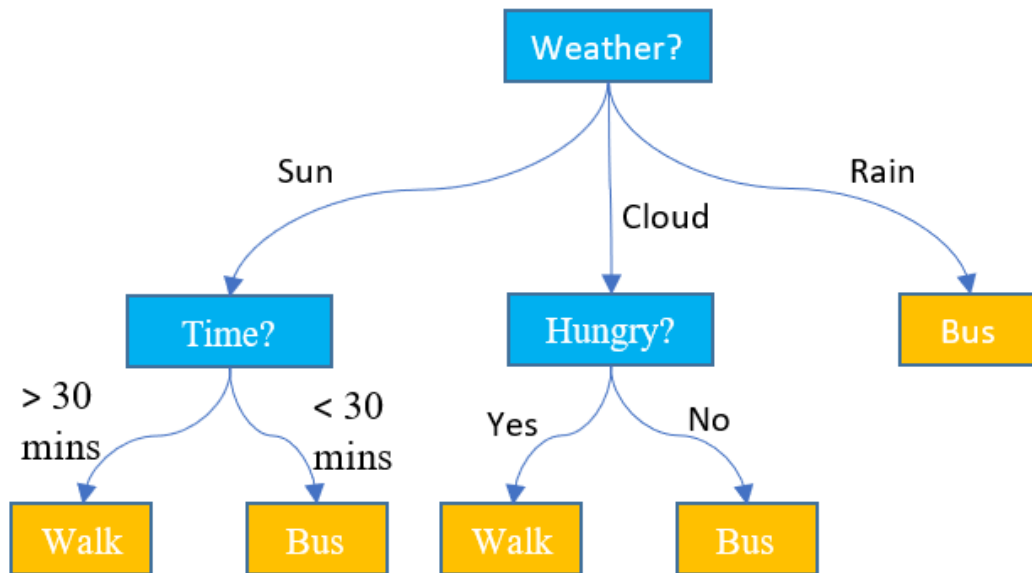 Weather?
Sun
Cloud
Rain
Time?
Hungry?
Bus
> 30
mins
< 30
mins
Yes
No
Walk
Bus
Walk
Bus